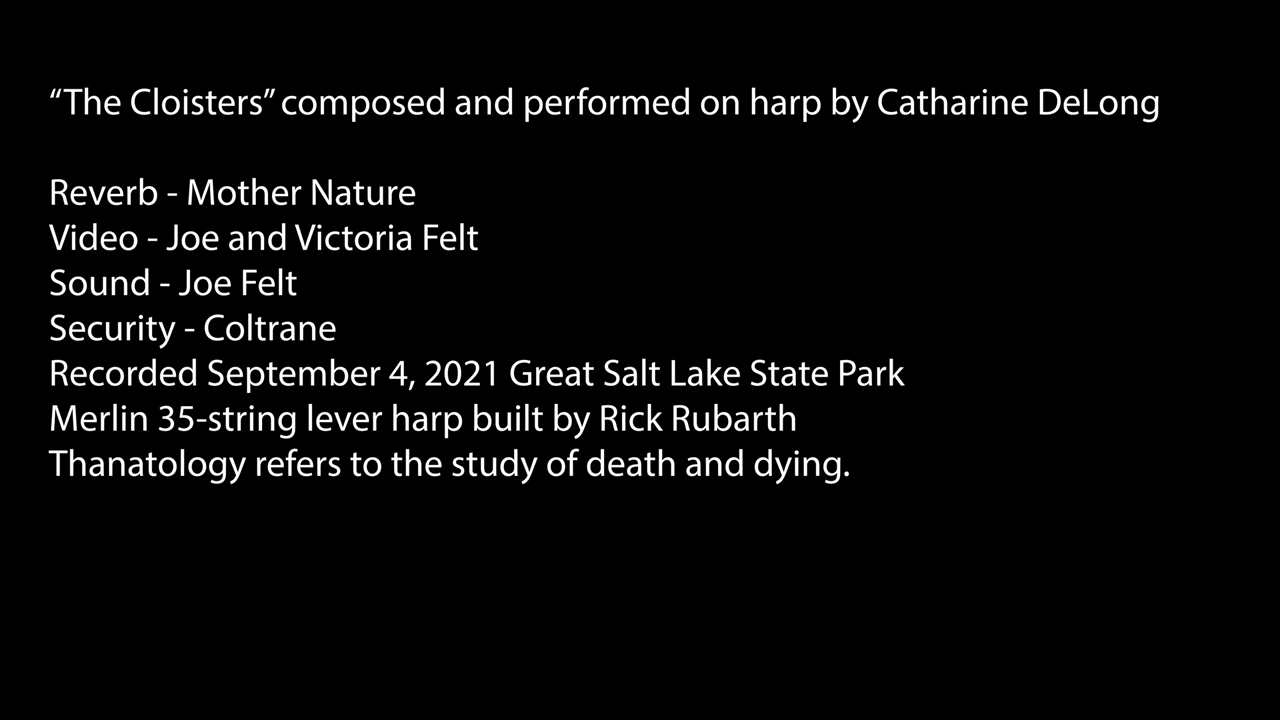 “The Cloisters” composed and performed on harp by Catharine DeLong
Reverb - Mother Nature
Video - Joe and Victoria Felt
Sound - Joe Felt
Security - Coltrane
Recorded September 4, 2021 Great Salt Lake State Park
Merlin 35-string lever harp built by Rick Rubarth
Thanatology refers to the study of death and dying.